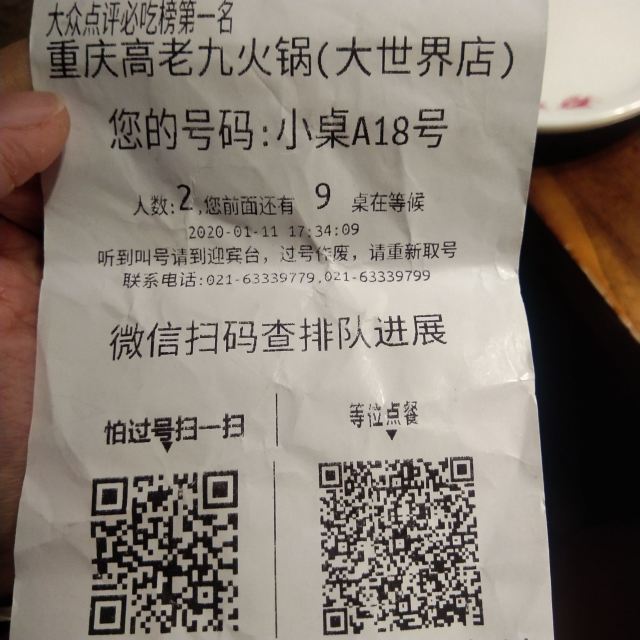 大众点评必吃榜第一名
重庆高老九火锅(大世界店)
您的号码:小桌A18号
人数:2,您前面还有 9 桌在等候
2020-01-11 17:34:09
听到叫号请到迎宾台，过号作废，请重新取号
联系电话:021-63339779,021-63339799
微信扫码查排队进展
怕过号扫一扫
等位点餐